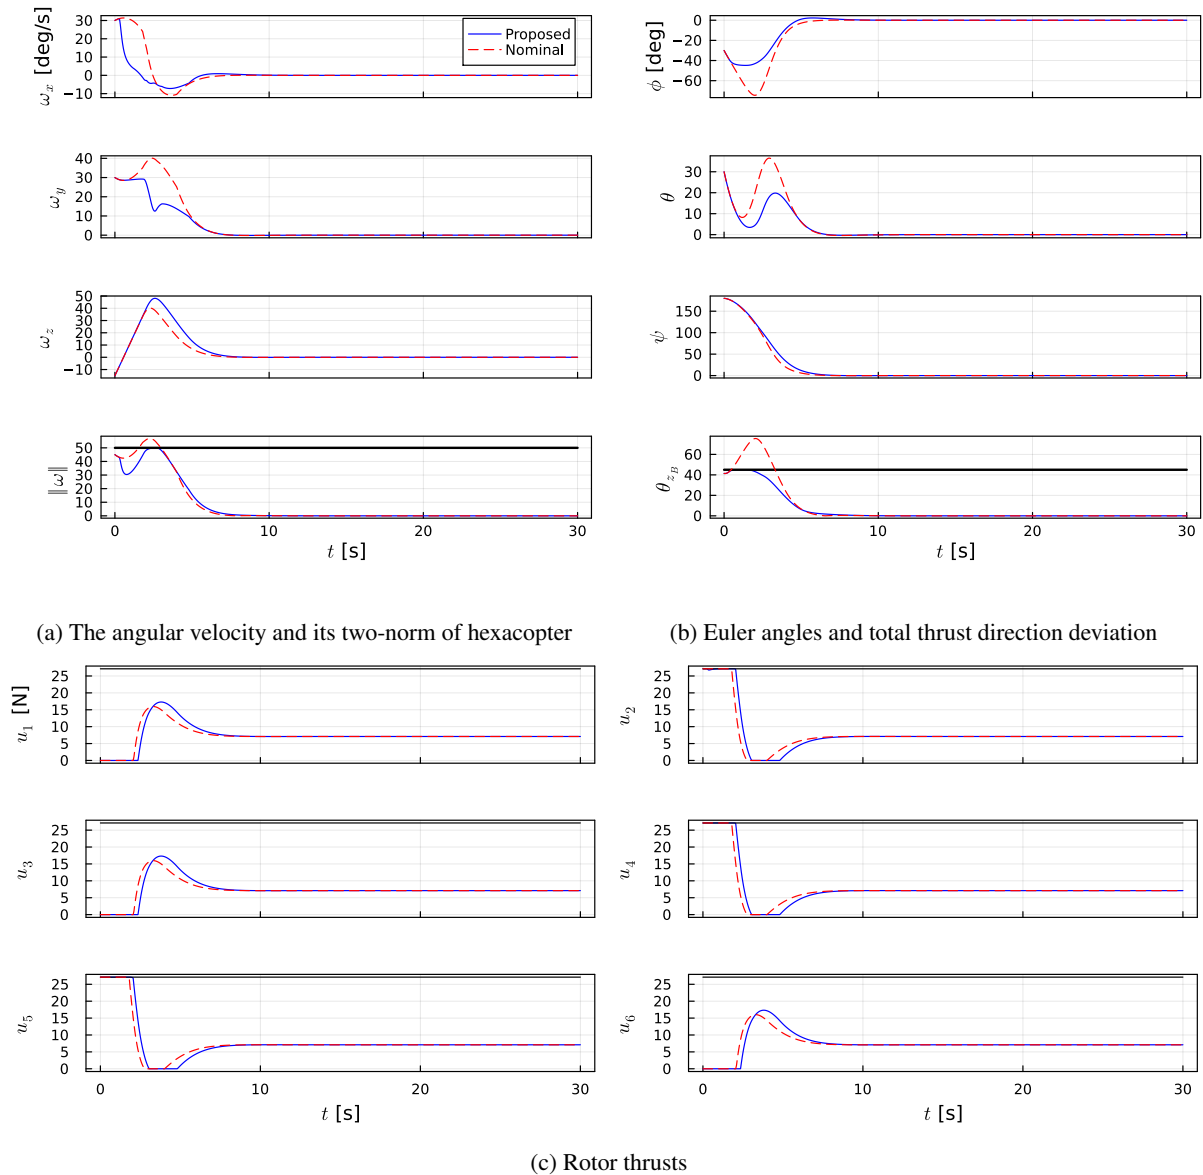 ω_x [deg/s]
30
20
10
0
−10
Proposed
Nominal
ϕ [deg]
0
−20
−40
−60
ω_y
40
30
20
10
0
θ
30
20
10
0
ω_z
50
40
30
20
10
0
−10
ψ
150
100
50
0
‖ω‖
50
40
30
20
10
0
0 10 20 30
t [s]
θ_{z_B}
60
40
20
0
0 10 20 30
t [s]
(a) The angular velocity and its two-norm of hexacopter
(b) Euler angles and total thrust direction deviation
u_1 [N]
25
20
15
10
5
0
u_2
25
20
15
10
5
0
u_3
25
20
15
10
5
0
u_4
25
20
15
10
5
0
u_5
25
20
15
10
5
0
0 10 20 30
t [s]
u_6
25
20
15
10
5
0
0 10 20 30
t [s]
(c) Rotor thrusts